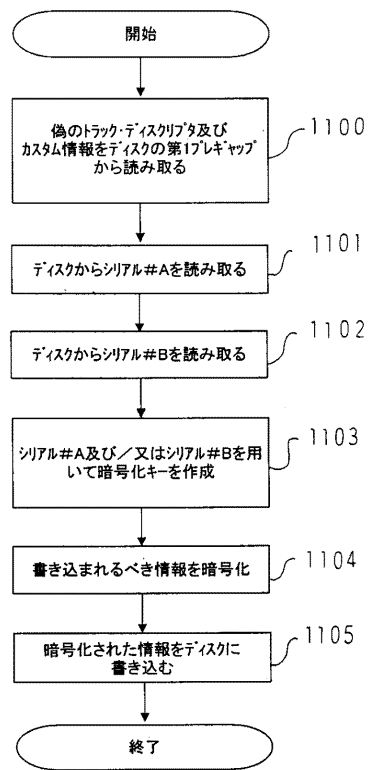 開始
偽のトラック・ディスクリプタ及び
カスタム情報をディスクの第1プレギャップ
から読み取る
1100
ディスクからシリアル#Aを読み取る
1101
ディスクからシリアル#Bを読み取る
1102
シリアル#A及び/又はシリアル#Bを用
いて暗号化キーを作成
1103
書き込まれるべき情報を暗号化
1104
暗号化された情報をディスクに
書き込む
1105
終了